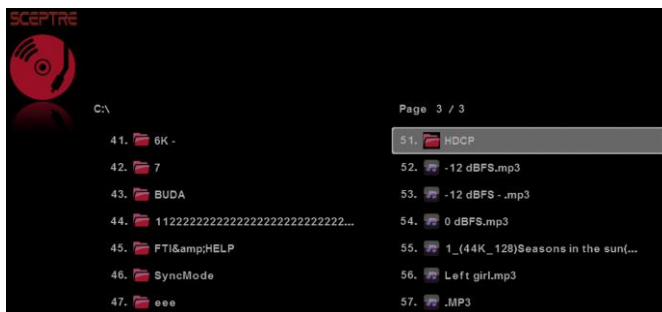 SCEPTRE
C:\
Page 3 / 3
41. 6K -
42. 7
43. BUDA
44. 1122222222222222222222222222...
45. FTI&amp;HELP
46. SyncMode
47. eee
51. HDCP
52. -12 dBFS.mp3
53. -12 dBFS - .mp3
54. 0 dBFS.mp3
55. 1_(44K_128)Seasons in the sun(...
56. Left girl.mp3
57. .MP3